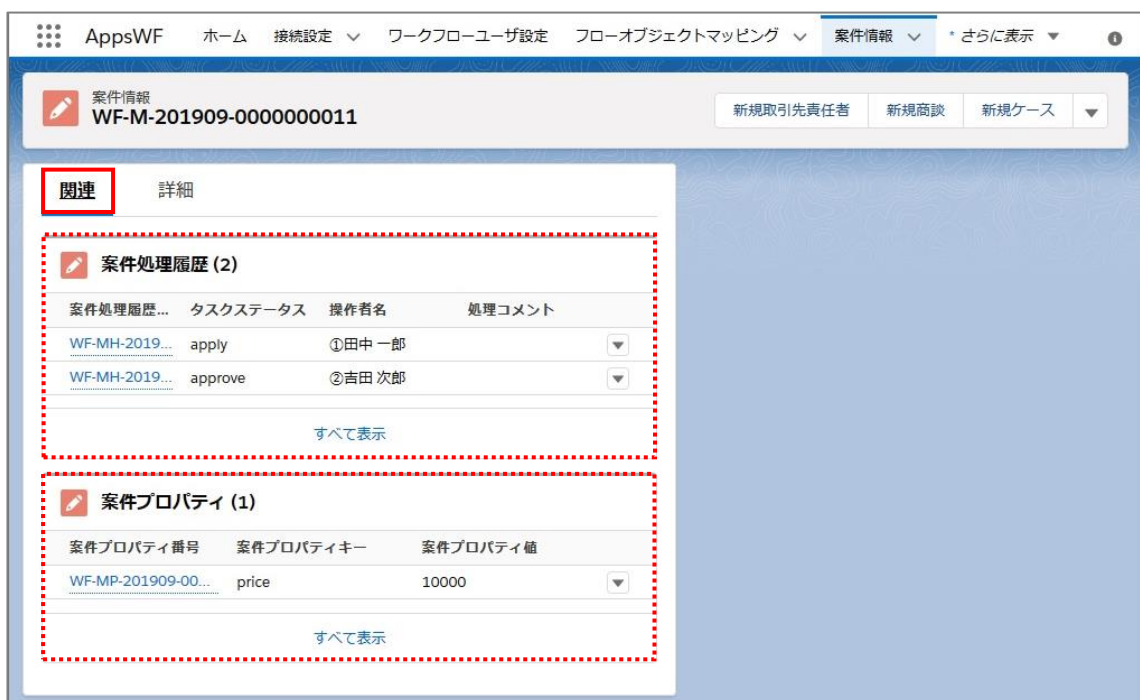 AppsWF ホーム 接続設定 ワークフローユーザ設定 フローオブジェクトマッピング 案件情報 * さらに表示
案件情報
WF-M-201909-0000000011
新規取引先責任者 新規商談 新規ケース
関連 詳細
案件処理履歴 (2)
案件処理履歴... タスクステータス 操作者名 処理コメント
WF-MH-2019... apply ①田中 一郎
WF-MH-2019... approve ②吉田 次郎
すべて表示
案件プロパティ (1)
案件プロパティ番号 案件プロパティキー 案件プロパティ値
WF-MP-201909-00... price 10000
すべて表示